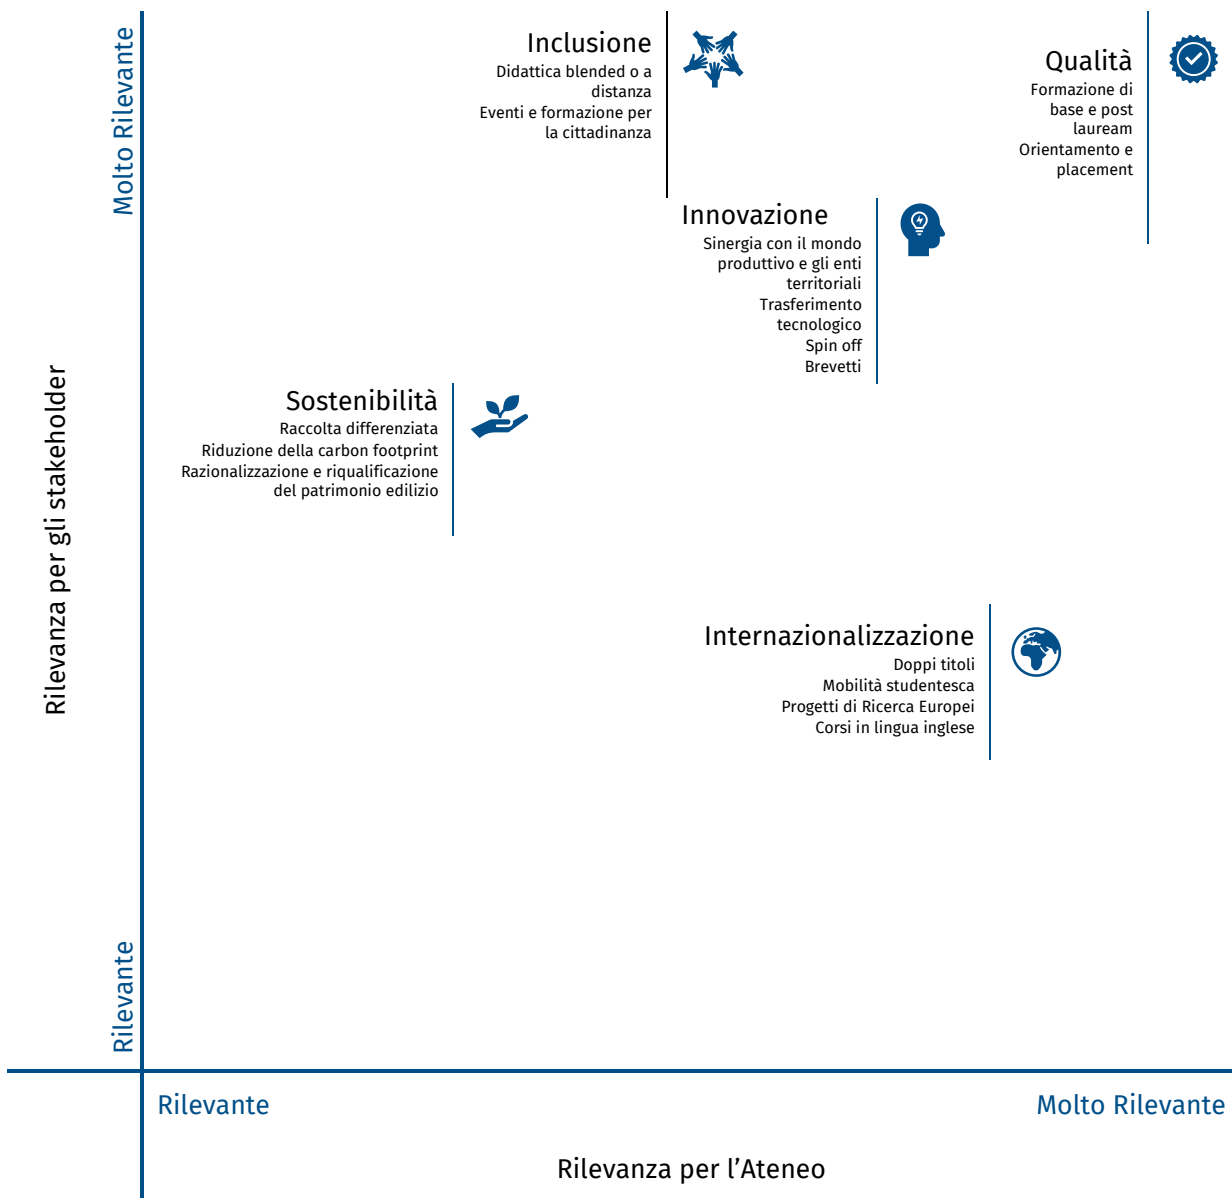 Molto Rilevante
Inclusione
Didattica blended o a
distanza
Eventi e formazione per
la cittadinanza
Qualità
Formazione di
base e post
lauream
Orientamento e
placement
Innovazione
Sinergia con il mondo
produttivo e gli enti
territoriali
Trasferimento
tecnologico
Spin off
Brevetti
Rilevanza per gli stakeholder
Sostenibilità
Raccolta differenziata
Riduzione della carbon footprint
Razionalizzazione e riqualificazione
del patrimonio edilizio
Internazionalizzazione
Doppi titoli
Mobilità studentesca
Progetti di Ricerca Europei
Corsi in lingua inglese
Rilevante
Rilevante
Molto Rilevante
Rilevanza per l’Ateneo